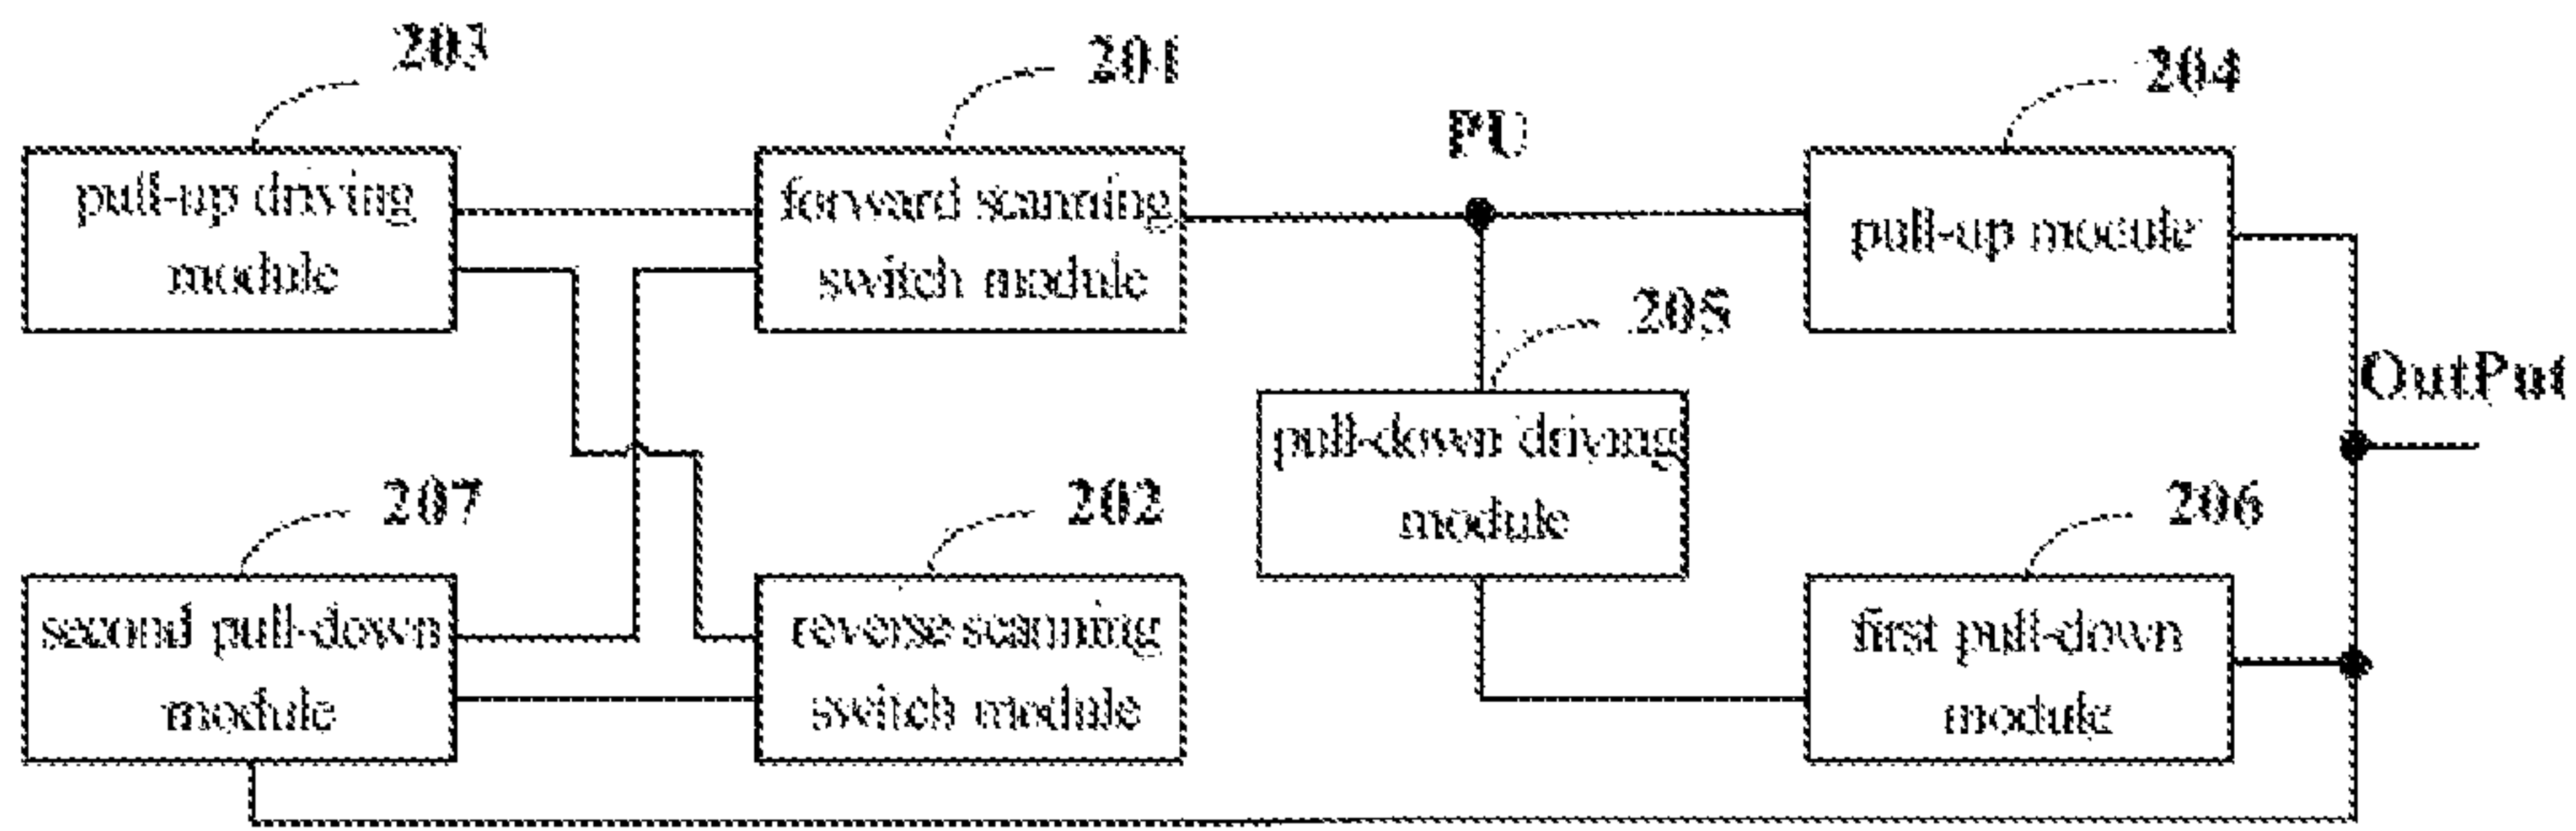 203
201
204
PU
pull-up driving
module
forward scanning
switch module
pull-up module
205
OutPut
pull-down driving
module
207
202
206
second pull-down
module
reverse scanning
switch module
first pull-down
module